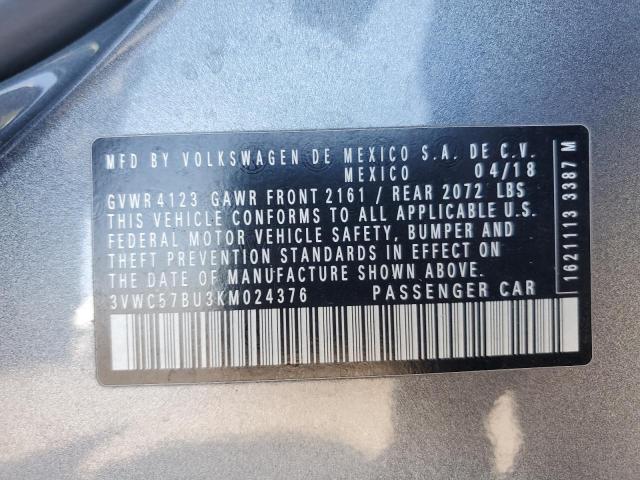 MFD BY VOLKSWAGEN DE MEXICO S.A. DE C.V.
MEXICO 04/18
GVWR 4123 GAWR FRONT 2161 / REAR 2072 LBS
THIS VEHICLE CONFORMS TO ALL APPLICABLE U.S.
FEDERAL MOTOR VEHICLE SAFETY, BUMPER AND
THEFT PREVENTION STANDARDS IN EFFECT ON
THE DATE OF MANUFACTURE SHOWN ABOVE.
3VWC57BU3KM024376 PASSENGER CAR
1621113 3387 M